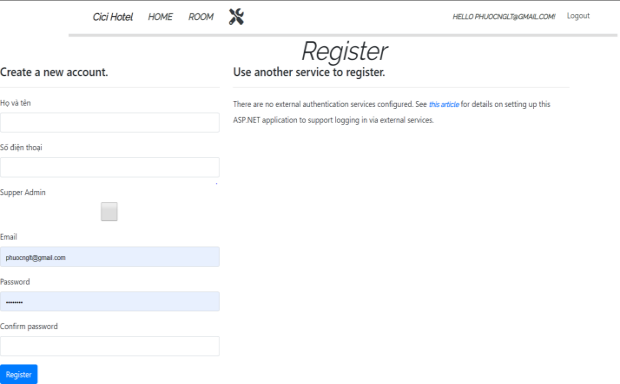 Cici Hotel HOME ROOM HELLO PHUOCNGLT@GMAIL.COM! Logout
Register
Create a new account.
Họ và tên
Số điện thoại
Supper Admin
Email
phuocnglt@gmail.com
Password
••••••••
Confirm password
Register
Use another service to register.
There are no external authentication services configured. See this article for details on setting up this
ASP.NET application to support logging in via external services.